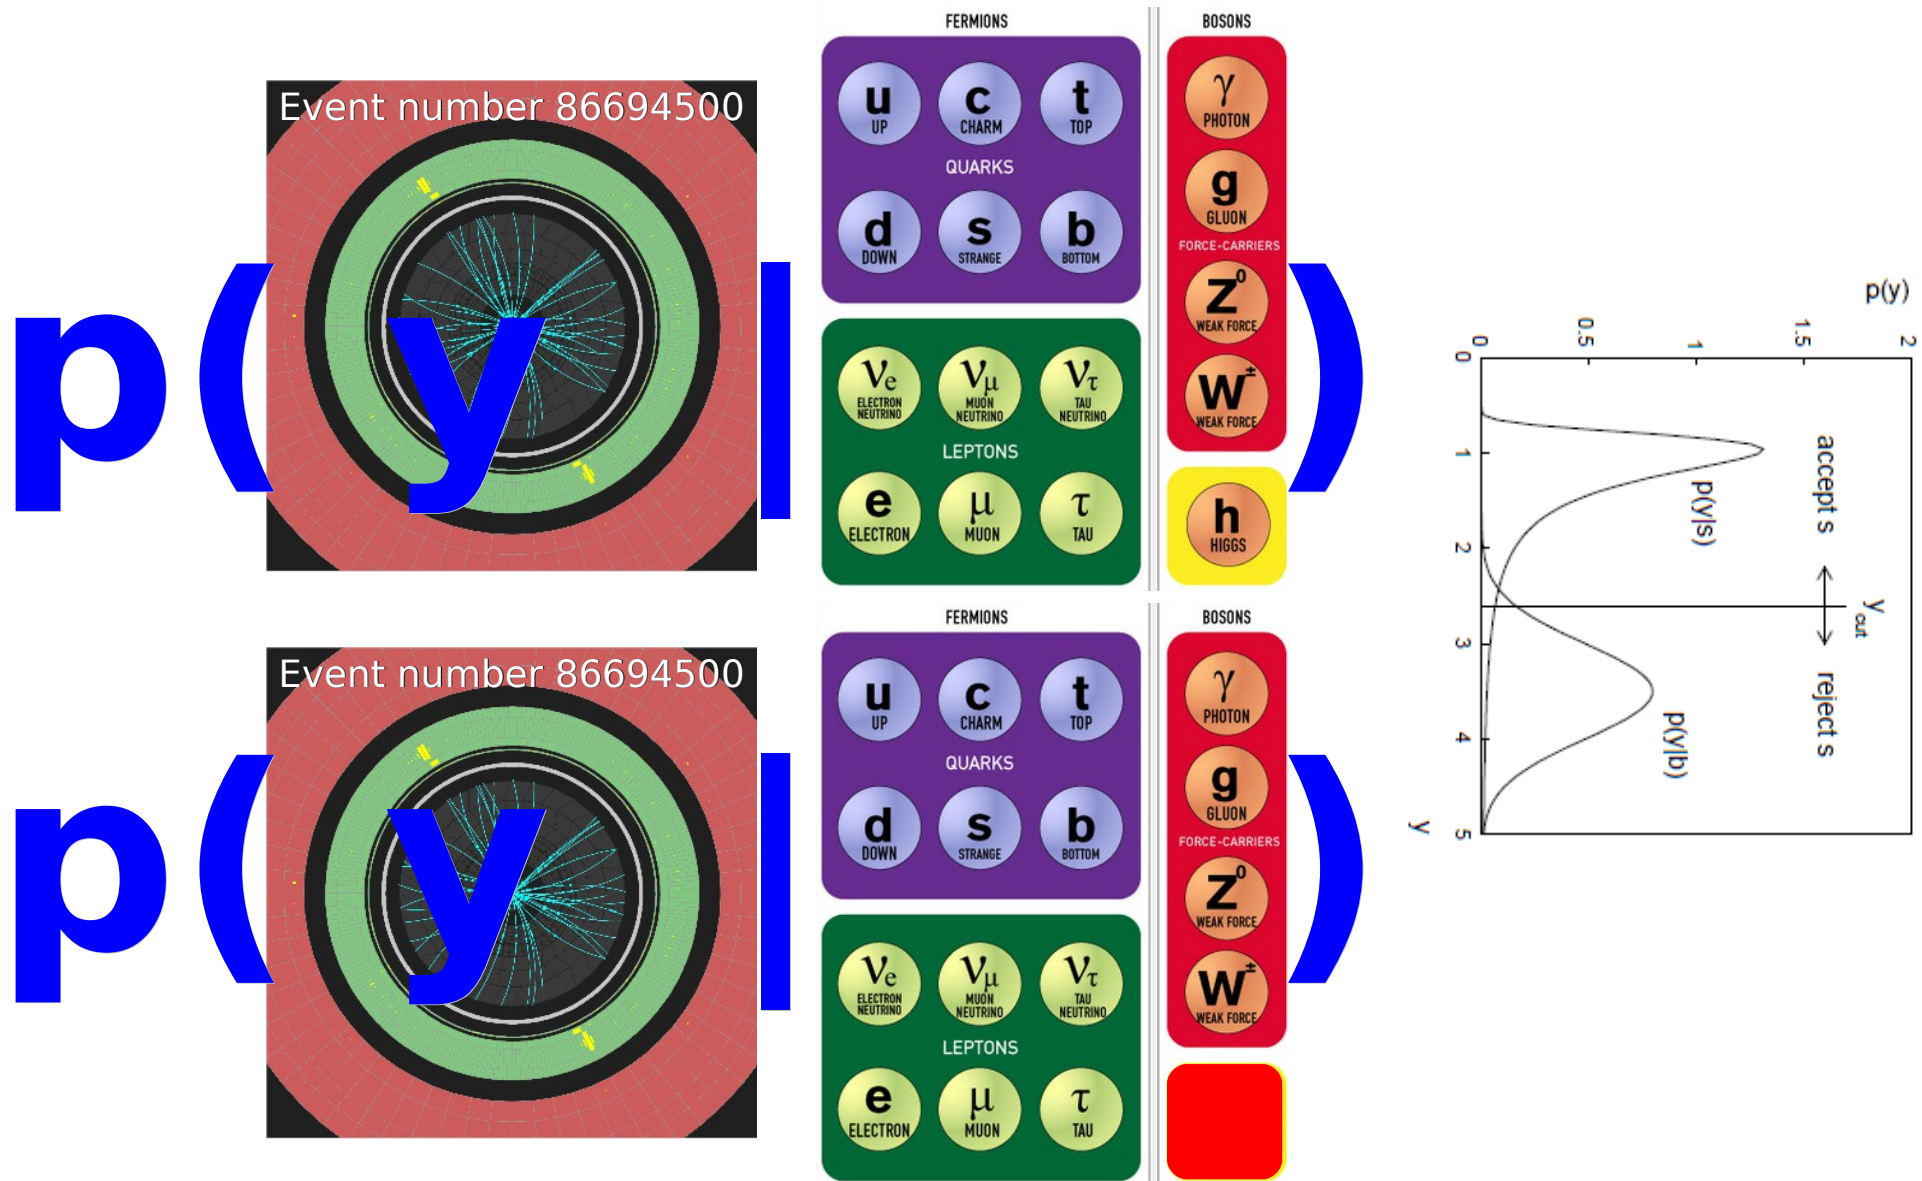 Event number 86694500
p( y | )
FERMIONS
u c t
UP CHARM TOP
QUARKS
d s b
DOWN STRANGE BOTTOM
νe νμ ντ
ELECTRON NEUTRINO MUON NEUTRINO TAU NEUTRINO
LEPTONS
e μ τ
ELECTRON MUON TAU
BOSONS
γ
PHOTON
g
GLUON
FORCE-CARRIERS
Z⁰
WEAK FORCE
W±
WEAK FORCE
h
HIGGS
Event number 86694500
p( y | )
FERMIONS
u c t
UP CHARM TOP
QUARKS
d s b
DOWN STRANGE BOTTOM
νe νμ ντ
ELECTRON NEUTRINO MUON NEUTRINO TAU NEUTRINO
LEPTONS
e μ τ
ELECTRON MUON TAU
BOSONS
γ
PHOTON
g
GLUON
FORCE-CARRIERS
Z⁰
WEAK FORCE
W±
WEAK FORCE
p(y)
2
1.5
1
0.5
0
accept s
ycut
reject s
p(y|s)
p(y|b)
0 1 2 3 4 5
y